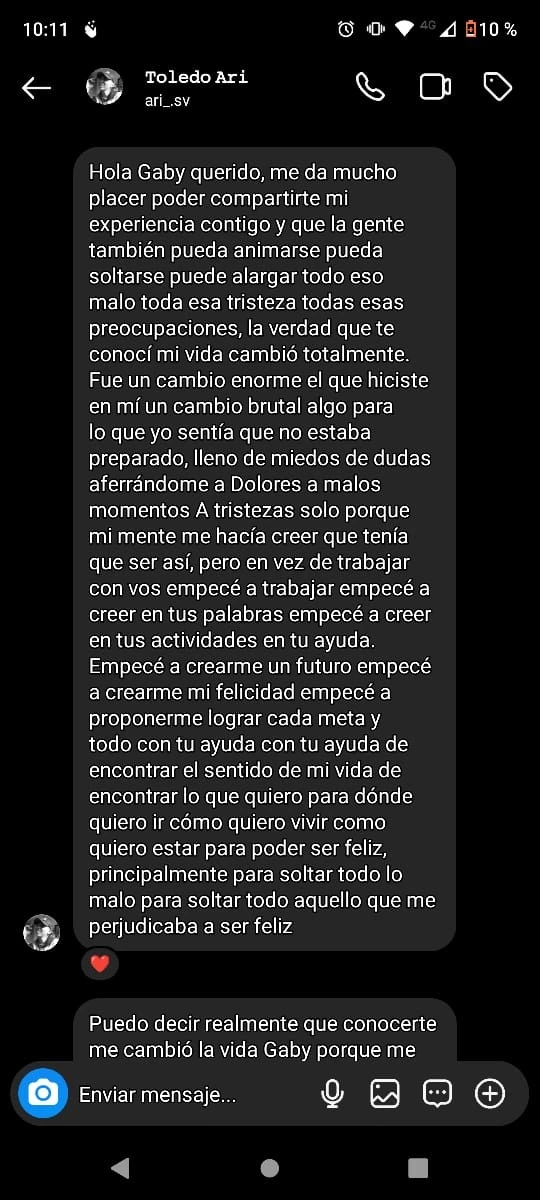 10:11
4G
10 %
Toledo Ari
ari_.sv
Hola Gaby querido, me da mucho
placer poder compartirte mi
experiencia contigo y que la gente
también pueda animarse pueda
soltarse puede alargar todo eso
malo toda esa tristeza todas esas
preocupaciones, la verdad que te
conocí mi vida cambió totalmente.
Fue un cambio enorme el que hiciste
en mí un cambio brutal algo para
lo que yo sentía que no estaba
preparado, lleno de miedos de dudas
aferrándome a Dolores a malos
momentos A tristezas solo porque
mi mente me hacía creer que tenía
que ser así, pero en vez de trabajar
con vos empecé a trabajar empecé a
creer en tus palabras empecé a creer
en tus actividades en tu ayuda.
Empecé a crearme un futuro empecé
a crearme mi felicidad empecé a
proponerme lograr cada meta y
todo con tu ayuda con tu ayuda de
encontrar el sentido de mi vida de
encontrar lo que quiero para dónde
quiero ir cómo quiero vivir como
quiero estar para poder ser feliz,
principalmente para soltar todo lo
malo para soltar todo aquello que me
perjudicaba a ser feliz
Puedo decir realmente que conocerte
me cambió la vida Gaby porque me
Enviar mensaje...